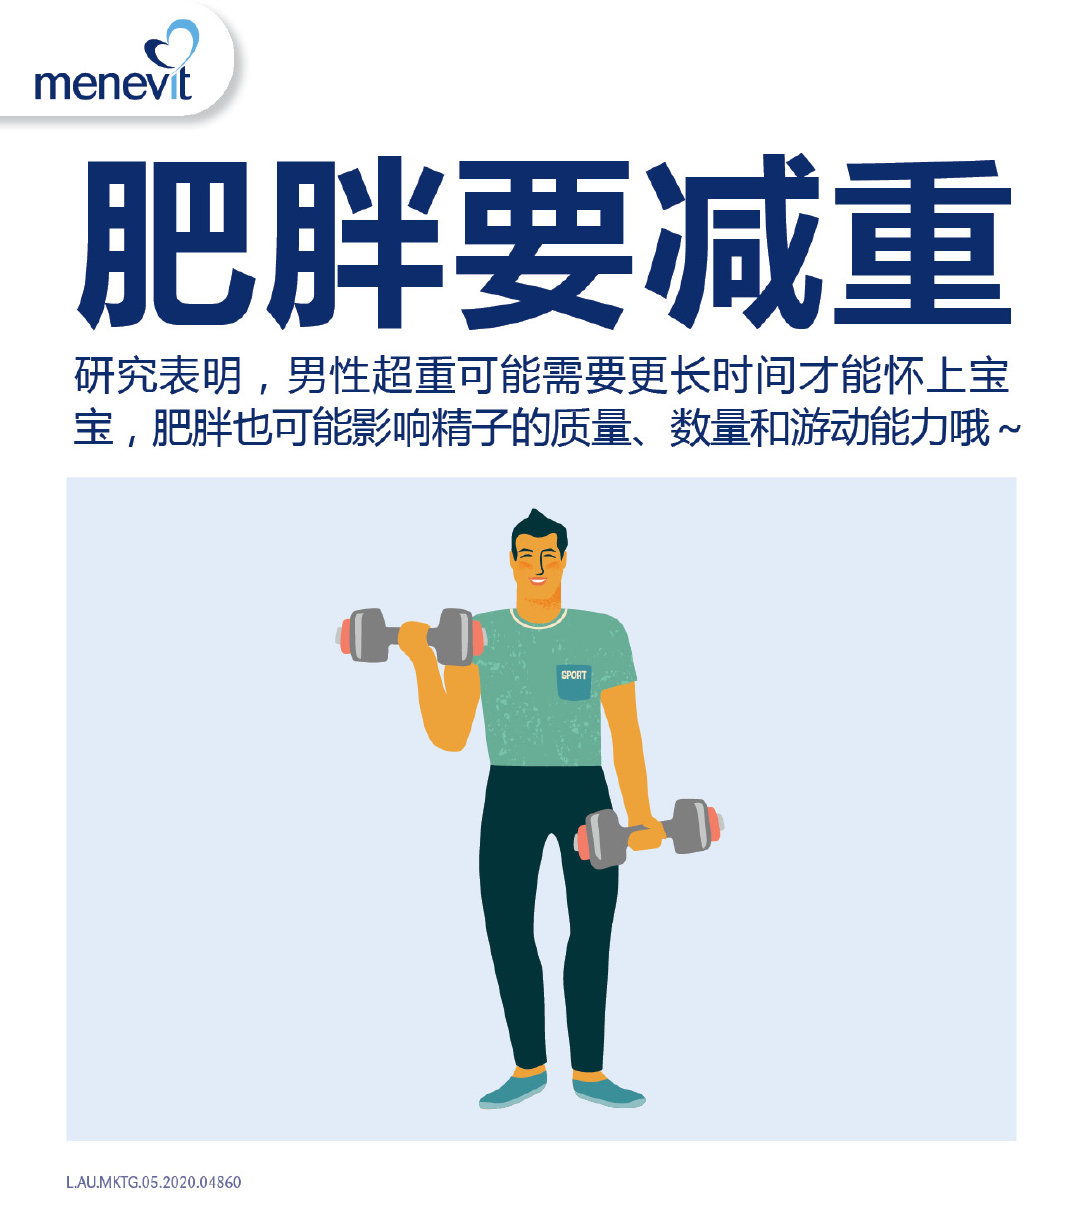 menevit
肥胖要减重
研究表明，男性超重可能需要更长时间才能怀上宝
宝，肥胖也可能影响精子的质量、数量和游动能力哦~
SPORT
L.AU.MKTG.05.2020.04860